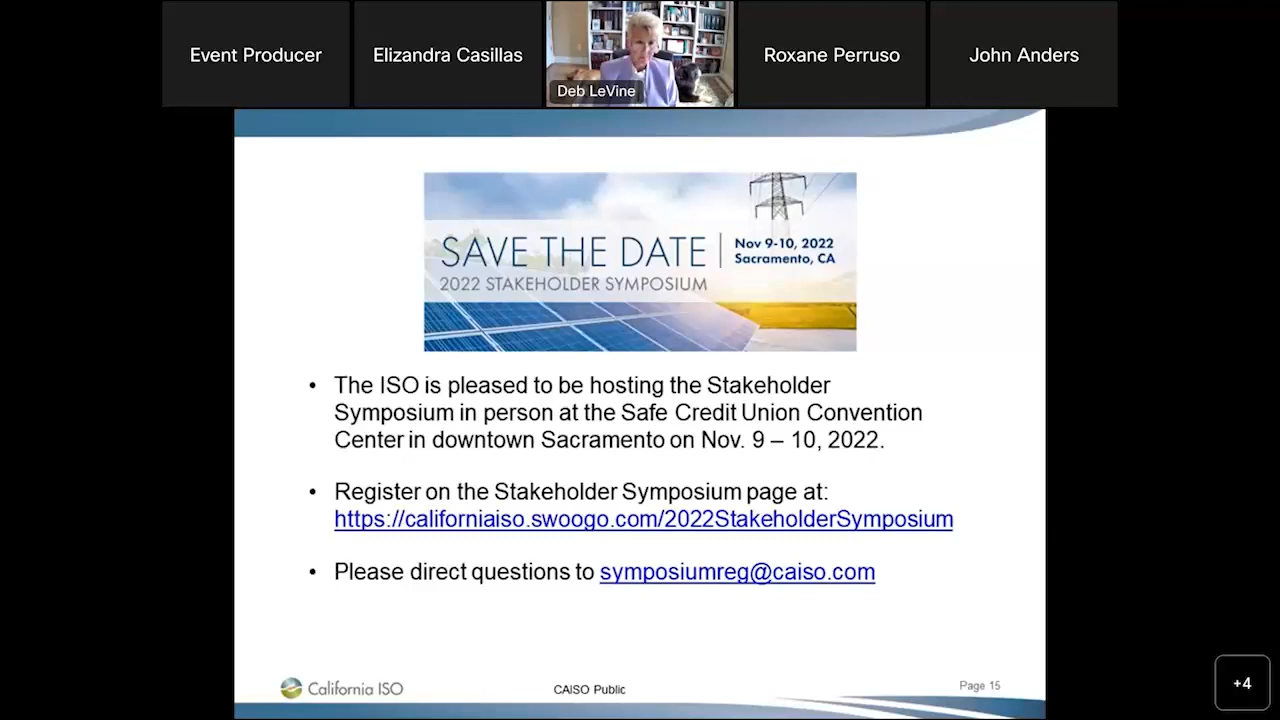 Event Producer
Elizandra Casillas
Deb LeVine
Roxane Perruso
John Anders
SAVE THE DATE
2022 STAKEHOLDER SYMPOSIUM
Nov 9-10, 2022
Sacramento, CA
• The ISO is pleased to be hosting the Stakeholder
Symposium in person at the Safe Credit Union Convention
Center in downtown Sacramento on Nov. 9 – 10, 2022.
• Register on the Stakeholder Symposium page at:
https://californiaiso.swoogo.com/2022StakeholderSymposium
• Please direct questions to symposiumreg@caiso.com
California ISO
CAISO Public
Page 15
+4